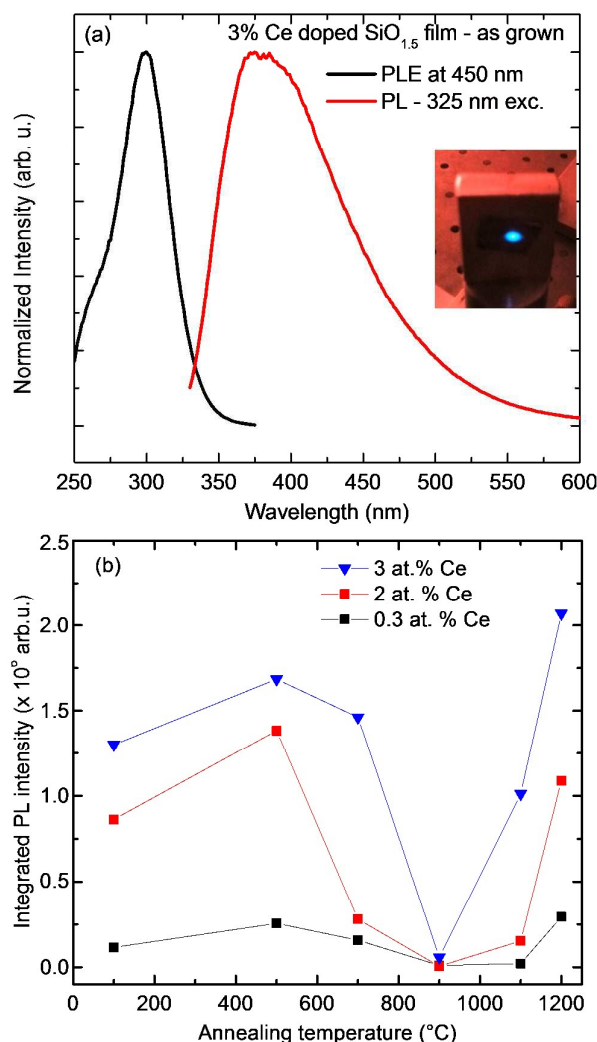 (a) 3% Ce doped SiO1.5 film - as grown
PLE at 450 nm
PL - 325 nm exc.
Normalized Intensity (arb. u.)
250 300 350 400 450 500 550 600
Wavelength (nm)
(b)
3 at.% Ce
2 at. % Ce
0.3 at. % Ce
Integrated PL intensity (x 10⁰ arb.u.)
2.5
2.0
1.5
1.0
0.5
0.0
0 200 400 600 800 1000 1200
Annealing temperature (°C)